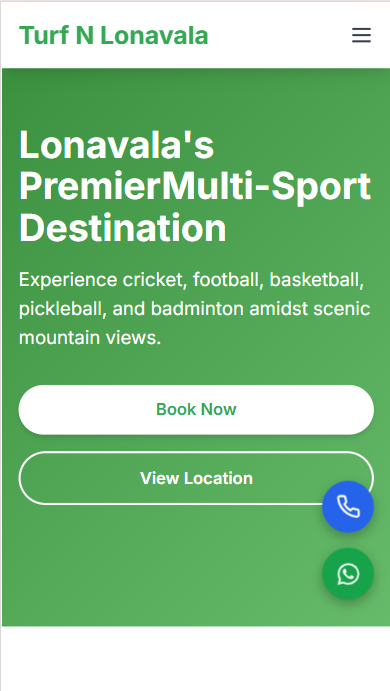 Turf N Lonavala
Lonavala's
PremierMulti-Sport
Destination
Experience cricket, football, basketball,
pickleball, and badminton amidst scenic
mountain views.
Book Now
View Location